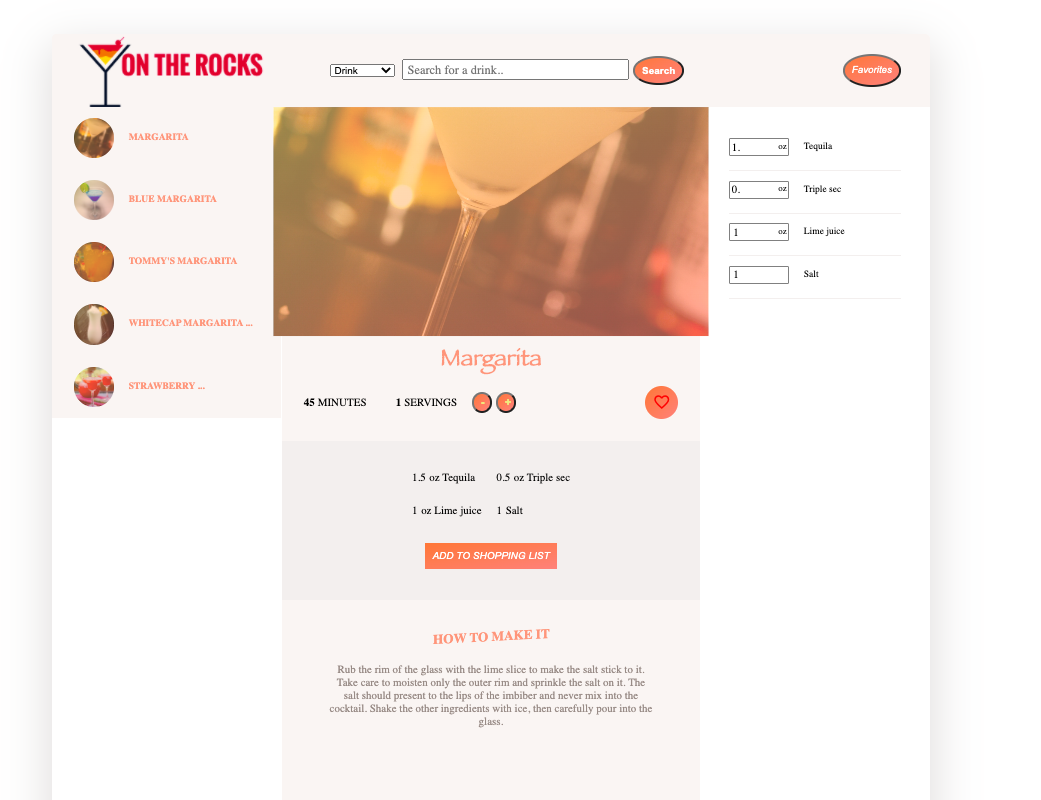 ON THE ROCKS
Drink
Search for a drink..
Search
Favorites
MARGARITA
BLUE MARGARITA
TOMMY'S MARGARITA
WHITECAP MARGARITA ...
STRAWBERRY ...
Margarita
45 MINUTES
1 SERVINGS
-
+
1.5 oz Tequila
0.5 oz Triple sec
1 oz Lime juice
1 Salt
ADD TO SHOPPING LIST
HOW TO MAKE IT
Rub the rim of the glass with the lime slice to make the salt stick to it.
Take care to moisten only the outer rim and sprinkle the salt on it. The
salt should present to the lips of the imbiber and never mix into the
cocktail. Shake the other ingredients with ice, then carefully pour into the
glass.
1. oz Tequila
0. oz Triple sec
1 oz Lime juice
1 Salt